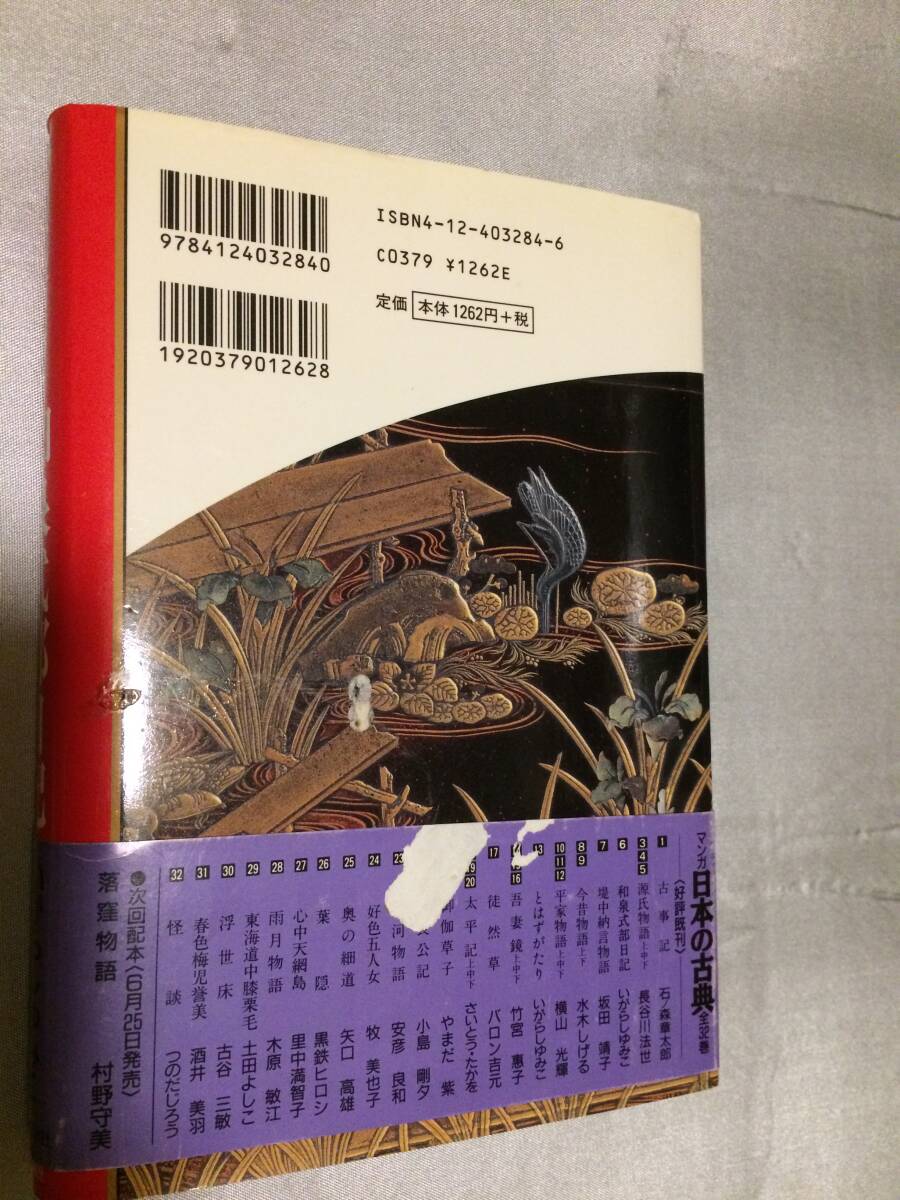 9784124032840
ISBN4-12-403284-6
C0379 ¥1262E
定価 本体1262円+税
1920379012628
マンガ 日本の古典 全32巻
〈好評既刊〉
1 古事記 石ノ森章太郎
3 4 5 源氏物語 上中下 長谷川法世
6 和泉式部日記 いがらしゆみこ
7 堤中納言物語 坂田靖子
8 9 今昔物語 上下 水木しげる
10 11 12 平家物語 上中下 横山光輝
13 とはずがたり いがらしゆみこ
16 吾妻鏡 上中下 竹宮惠子
17 徒然草 バロン吉元
20 太平記 上中下 さいとう・たかを
伽草子 やまだ紫
公記 小島剛夕
23 河物語 安彦良和
24 好色五人女 牧美也子
25 奥の細道 矢口高雄
26 葉隠 黒鉄ヒロシ
27 心中天網島 里中満智子
28 雨月物語 木原敏江
29 東海道中膝栗毛 土田よしこ
30 浮世床 古谷三敏
31 春色梅児誉美 酒井美羽
32 怪談 つのだじろう
●次回配本〈6月25日発売〉
落窪物語 村野守美